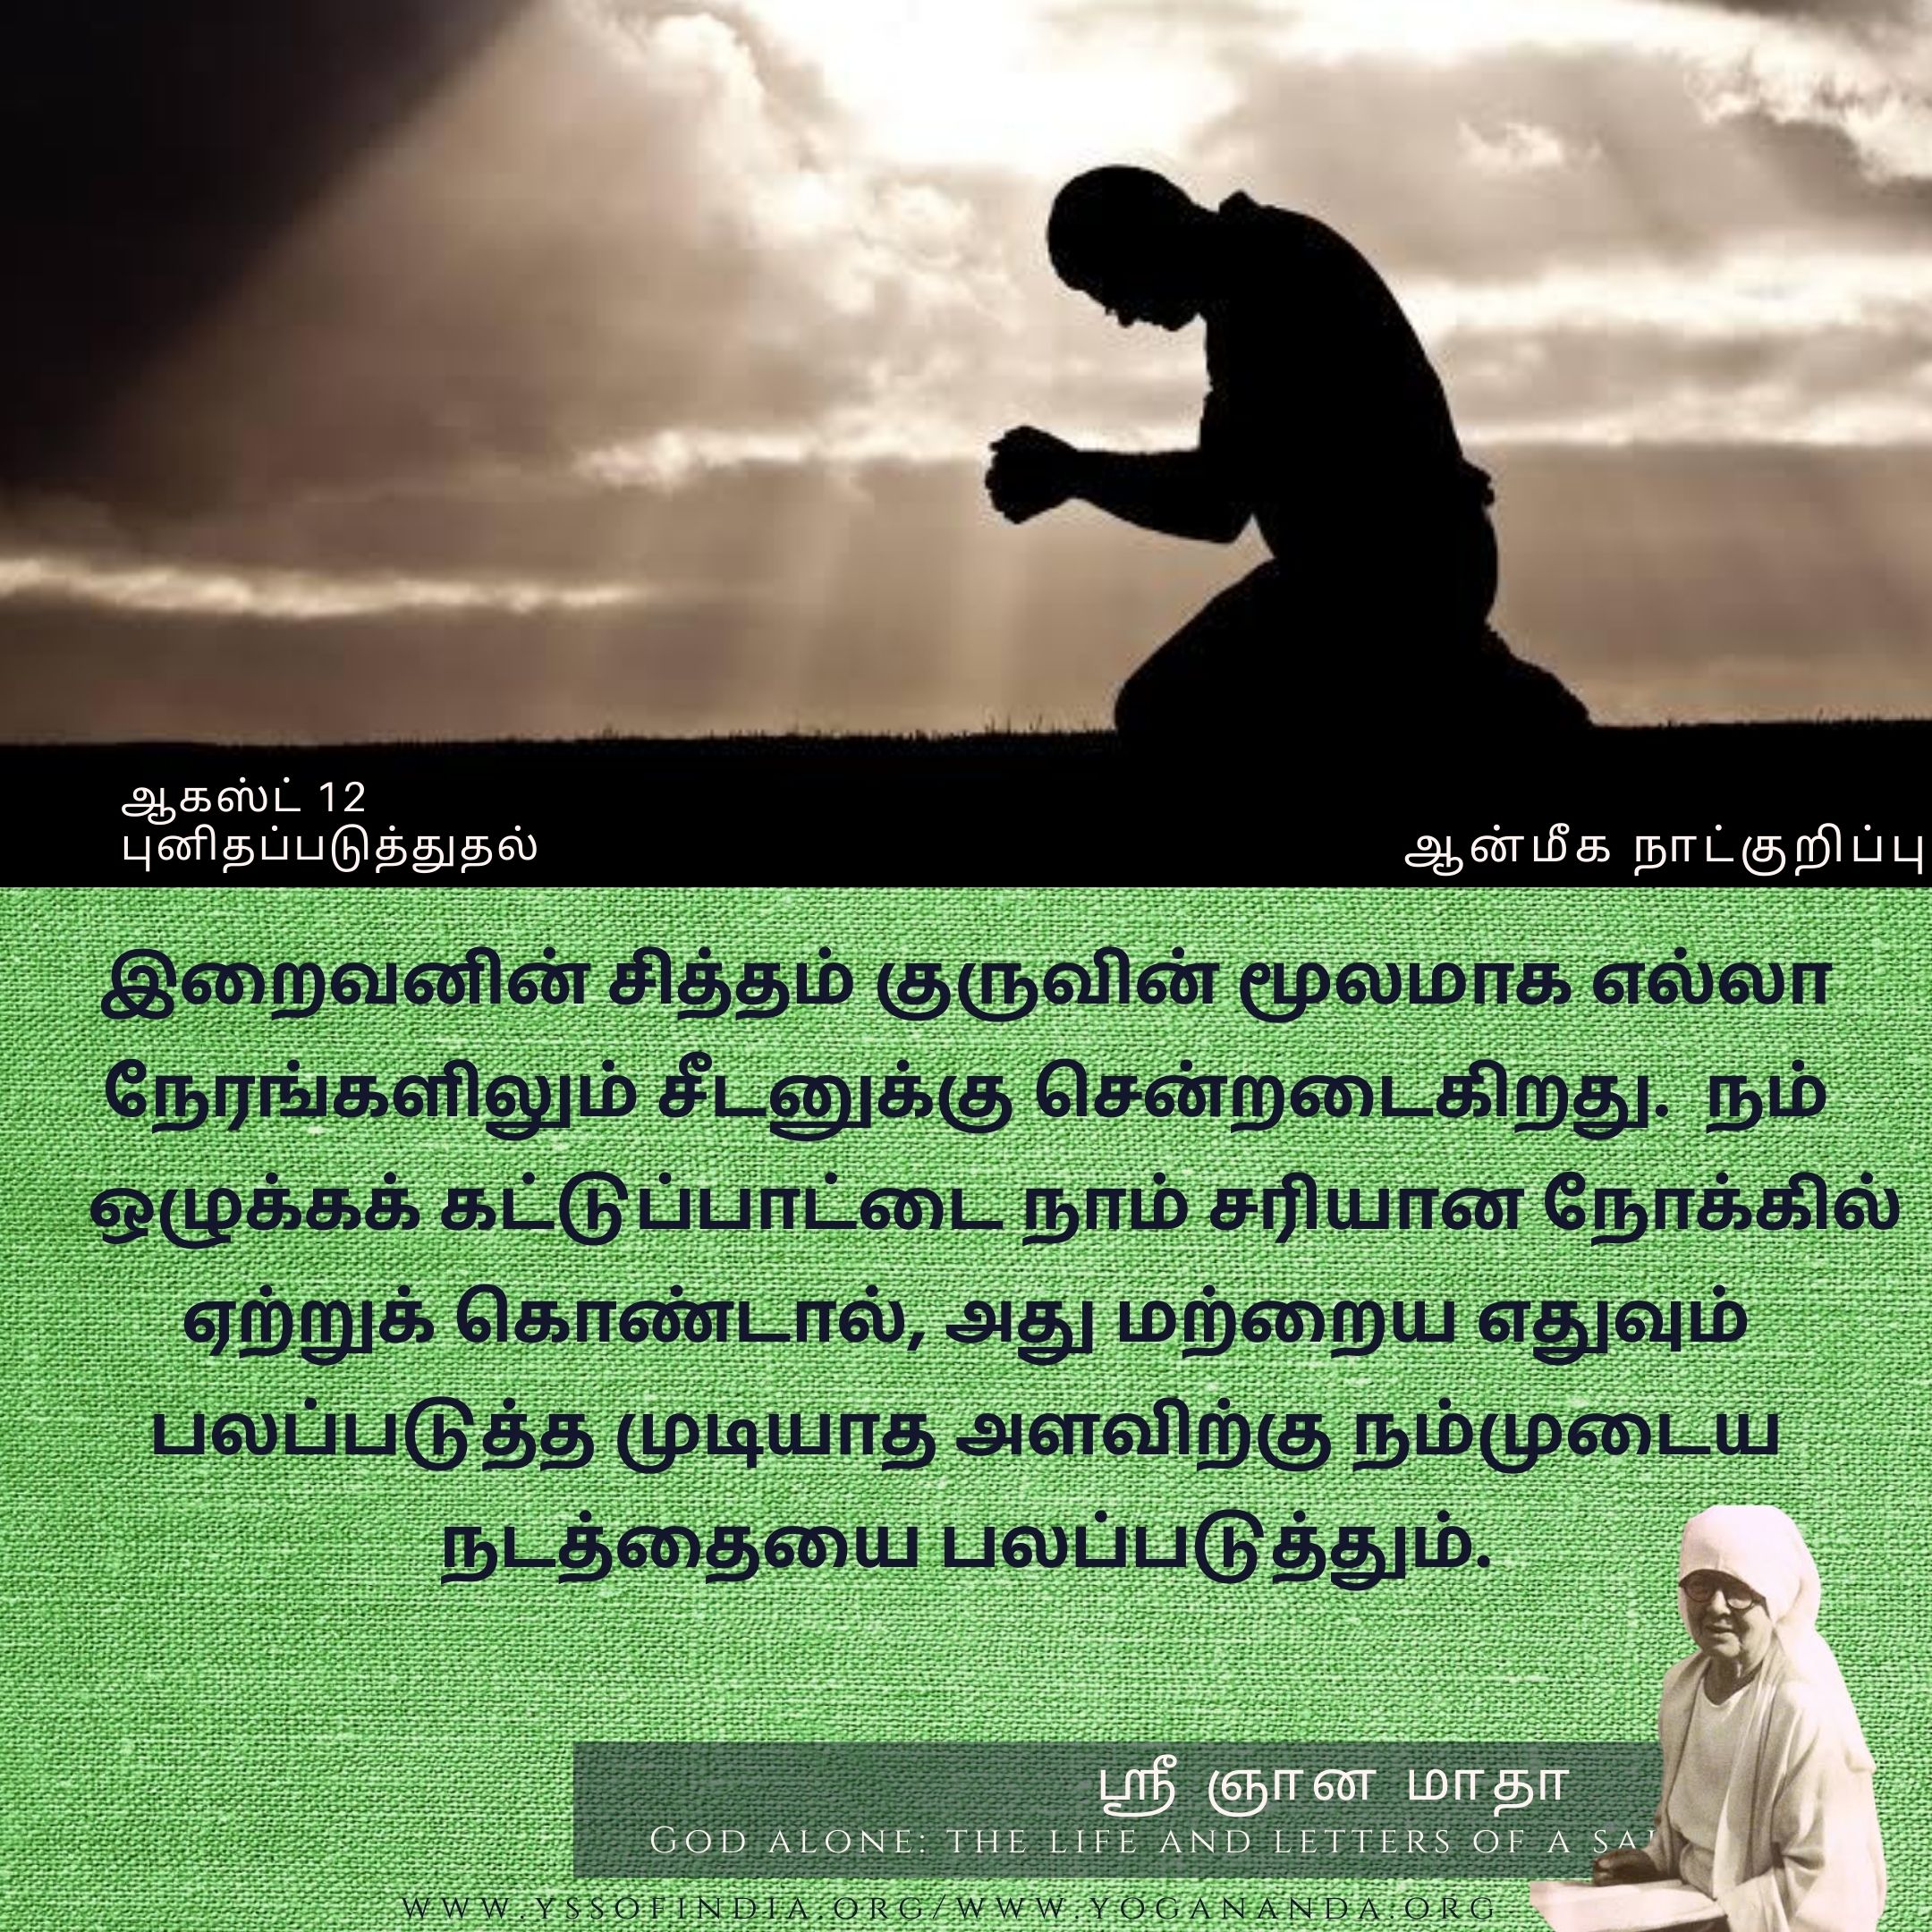 ஆகஸ்ட் 12
புனிதப்படுத்துதல்
ஆன்மீக நாட்குறிப்பு
இறைவனின் சித்தம் குருவின் மூலமாக எல்லா
நேரங்களிலும் சீடனுக்கு சென்றடைகிறது. நம்
ஒழுக்கக் கட்டுப்பாட்டை நாம் சரியான நோக்கில்
ஏற்றுக் கொண்டால், அது மற்றைய எதுவும்
பலப்படுத்த முடியாத அளவிற்கு நம்முடைய
நடத்தையை பலப்படுத்தும்.
ஸ்ரீ ஞான மாதா
GOD ALONE: THE LIFE AND LETTERS OF A
WWW.YSSOFINDIA.ORG/WWW.YOGANANDA.ORG